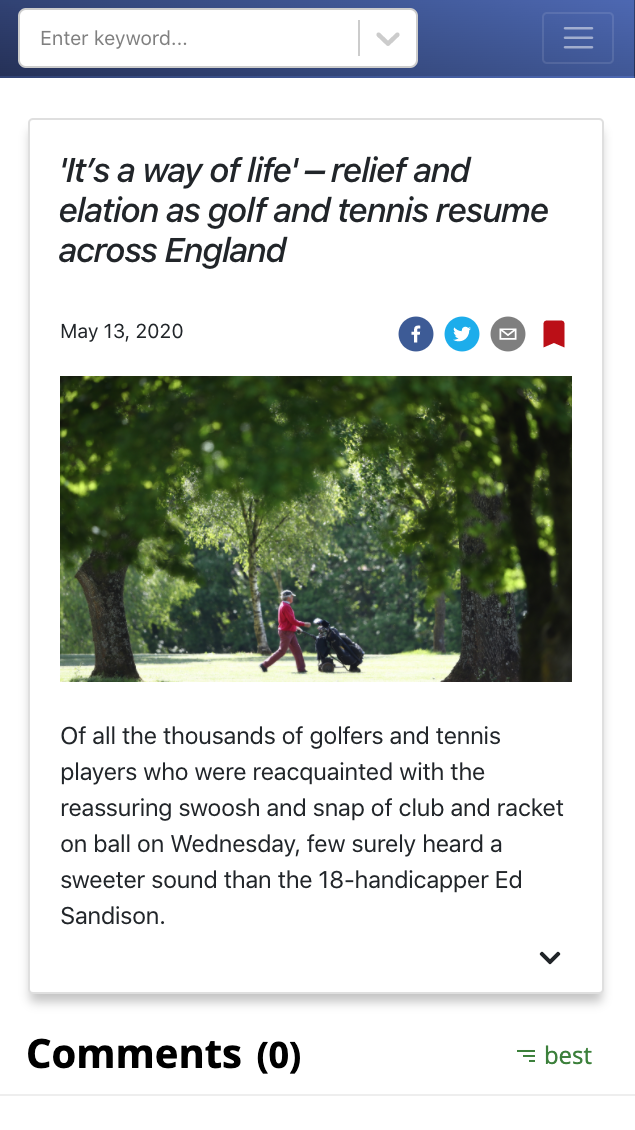 Enter keyword...
'It’s a way of life' – relief and
elation as golf and tennis resume
across England
May 13, 2020
Of all the thousands of golfers and tennis
players who were reacquainted with the
reassuring swoosh and snap of club and racket
on ball on Wednesday, few surely heard a
sweeter sound than the 18-handicapper Ed
Sandison.
Comments (0)
best